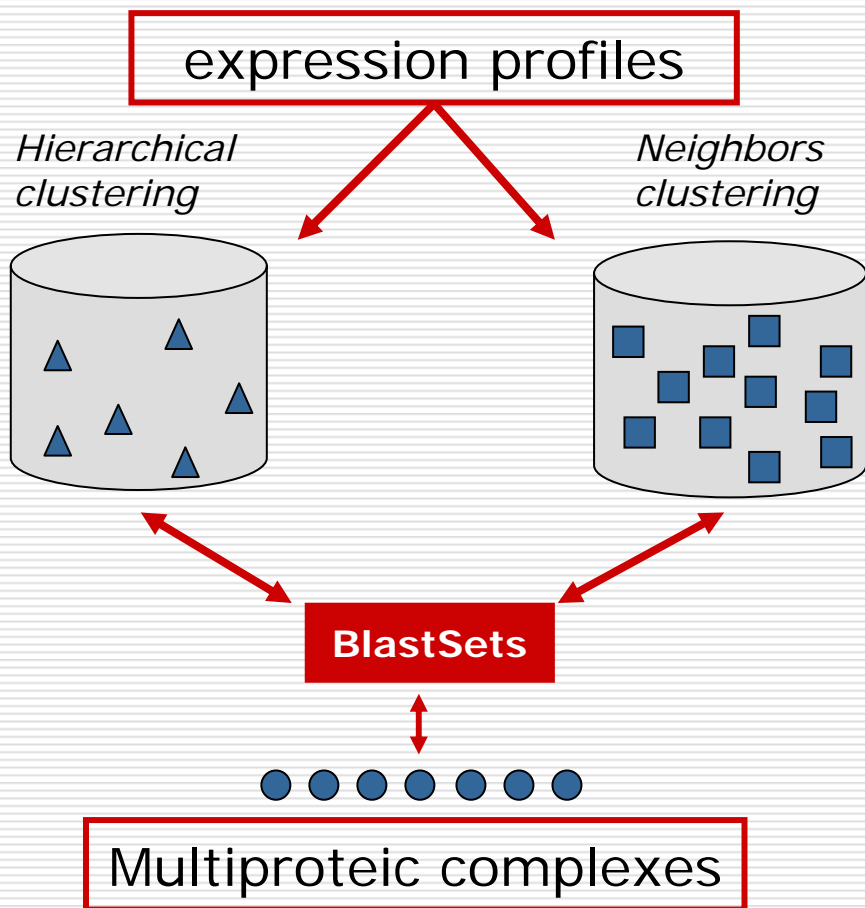 expression profiles
Hierarchical
clustering
Neighbors
clustering
BlastSets
Multiproteic complexes